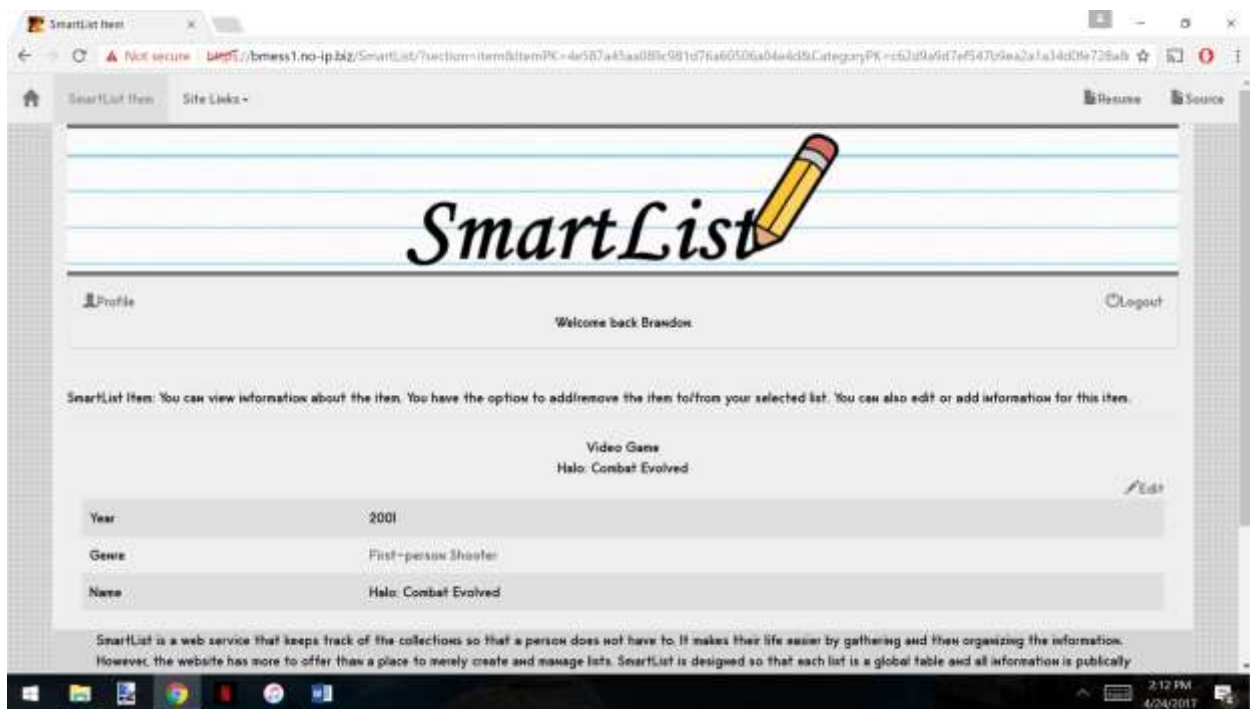 SmartList Item
Not secure https://bmess1.no-ip.biz/SmartList/?section=item&ItemPK=
SmartList Item Site Links Resume Source
SmartList
Profile Logout
Welcome back Brandon
SmartList Item: You can view information about the item. You have the option to add/remove the item to/from your selected list. You can also edit or add information for this item.
Video Game
Halo: Combat Evolved
Edit
Year 2001
Genre First-person Shooter
Name Halo: Combat Evolved
SmartList is a web service that keeps track of the collections so that a person does not have to. It makes their life easier by gathering and then organizing the information.
However, the website has more to offer than a place to merely create and manage lists. SmartList is designed so that each list is a global table and all information is publically
2:12 PM
4/24/2017